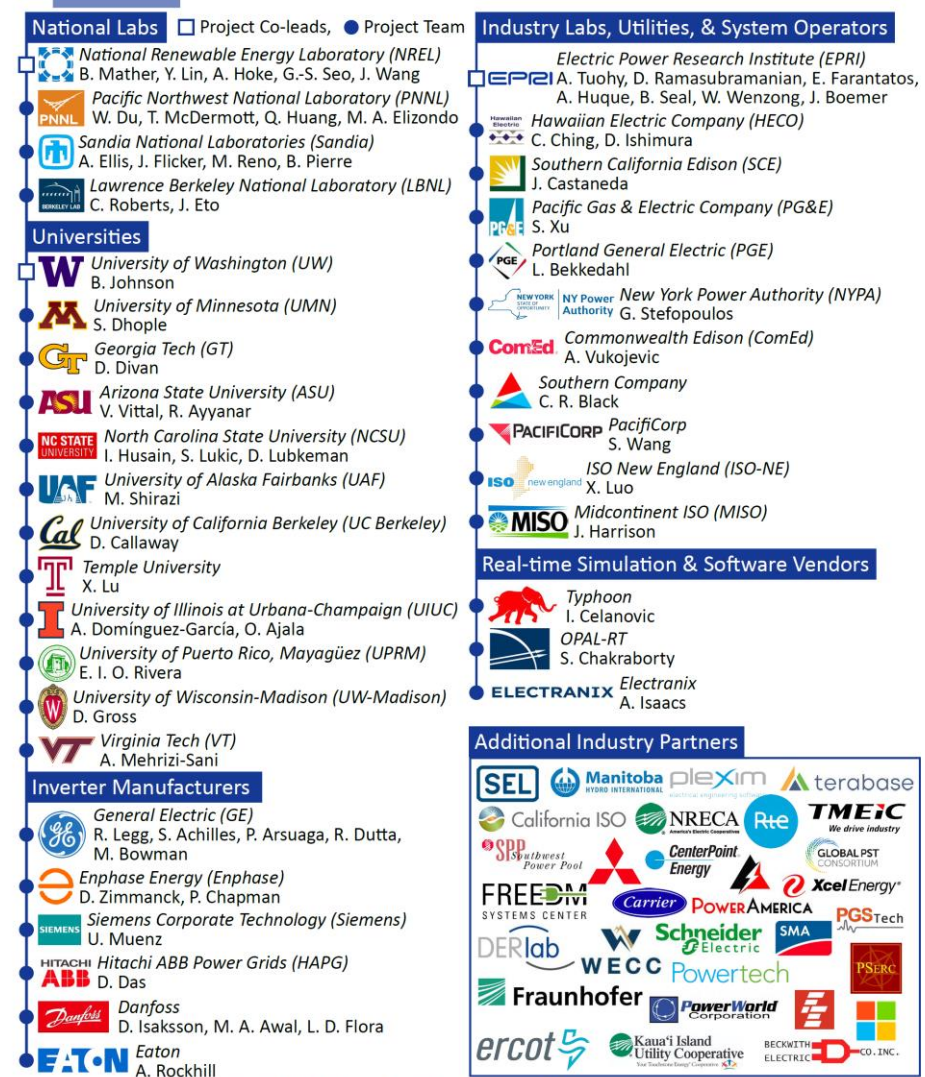 National Labs
Project Co-leads, Project Team
National Renewable Energy Laboratory (NREL)
B. Mather, Y. Lin, A. Hoke, G.-S. Seo, J. Wang
PNNL
Pacific Northwest National Laboratory (PNNL)
W. Du, T. McDermott, Q. Huang, M. A. Elizondo
Sandia National Laboratories (Sandia)
A. Ellis, J. Flicker, M. Reno, B. Pierre
BERKELEY LAB
Lawrence Berkeley National Laboratory (LBNL)
C. Roberts, J. Eto
Universities
W
University of Washington (UW)
B. Johnson
M
University of Minnesota (UMN)
S. Dhople
GT
Georgia Tech (GT)
D. Divan
ASU
Arizona State University (ASU)
V. Vittal, R. Ayyanar
NC STATE
UNIVERSITY
North Carolina State University (NCSU)
I. Husain, S. Lukic, D. Lubkeman
UAF
University of Alaska Fairbanks (UAF)
M. Shirazi
Cal
University of California Berkeley (UC Berkeley)
D. Callaway
T
Temple University
X. Lu
I
University of Illinois at Urbana-Champaign (UIUC)
A. Domínguez-García, O. Ajala
University of Puerto Rico, Mayagüez (UPRM)
E. I. O. Rivera
W
University of Wisconsin-Madison (UW-Madison)
D. Gross
VT
Virginia Tech (VT)
A. Mehrizi-Sani
Inverter Manufacturers
GE
General Electric (GE)
R. Legg, S. Achilles, P. Arsuaga, R. Dutta,
M. Bowman
Enphase Energy (Enphase)
D. Zimmanck, P. Chapman
SIEMENS
Siemens Corporate Technology (Siemens)
U. Muenz
HITACHI
ABB
Hitachi ABB Power Grids (HAPG)
D. Das
Danfoss
Danfoss
D. Isaksson, M. A. Awal, L. D. Flora
EATON
Eaton
A. Rockhill
Industry Labs, Utilities, & System Operators
EPRI
Electric Power Research Institute (EPRI)
A. Tuohy, D. Ramasubramanian, E. Farantatos,
A. Huque, B. Seal, W. Wenzong, J. Boemer
Hawaiian
Electric
Hawaiian Electric Company (HECO)
C. Ching, D. Ishimura
Southern California Edison (SCE)
J. Castaneda
PG&E
Pacific Gas & Electric Company (PG&E)
S. Xu
PGE
Portland General Electric (PGE)
L. Bekkedahl
NEW YORK
STATE OF
OPPORTUNITY
NY Power
Authority
New York Power Authority (NYPA)
G. Stefopoulos
ComEd
Commonwealth Edison (ComEd)
A. Vukojevic
Southern Company
C. R. Black
PACIFICORP
PacifiCorp
S. Wang
ISO new england
ISO New England (ISO-NE)
X. Luo
MISO
Midcontinent ISO (MISO)
J. Harrison
Real-time Simulation & Software Vendors
Typhoon
I. Celanovic
OPAL-RT
S. Chakraborty
ELECTRANIX
Electranix
A. Isaacs
Additional Industry Partners
SEL
Manitoba
HYDRO INTERNATIONAL
plexim
electrical engineering software
terabase
California ISO
NRECA
America's Electric Cooperatives
Rte
TMEiC
We drive industry
SPP Southwest
Power Pool
CenterPoint.
Energy
GLOBAL PST
CONSORTIUM
Xcel Energy
FREEDM
SYSTEMS CENTER
Carrier
POWERAMERICA
PGSTech
DERlab
WECC
Schneider
Electric
SMA
Powertech
PSERC
Fraunhofer
PowerWorld
Corporation
ercot
Kaua'i Island
Utility Cooperative
Your Touchstone Energy Cooperative
BECKWITH
ELECTRIC
CO.INC.